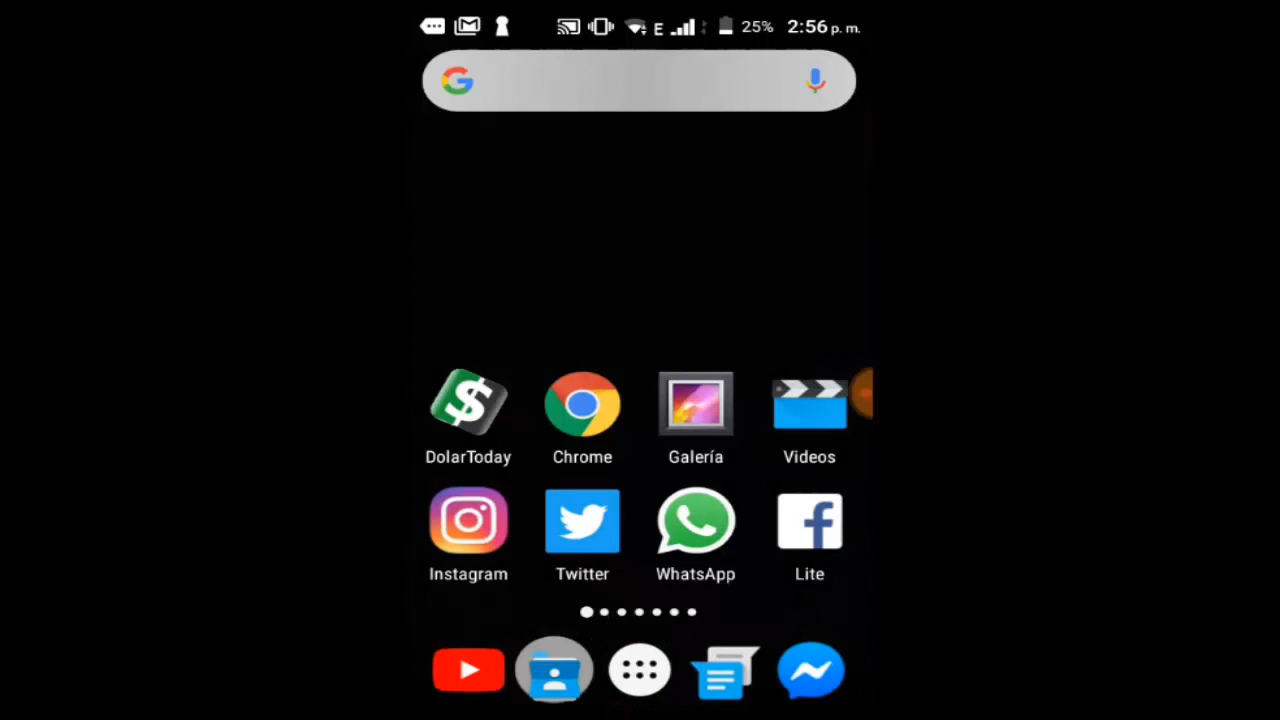 E 25% 2:56 p. m.
DolarToday Chrome Galería Videos
Instagram Twitter WhatsApp Lite